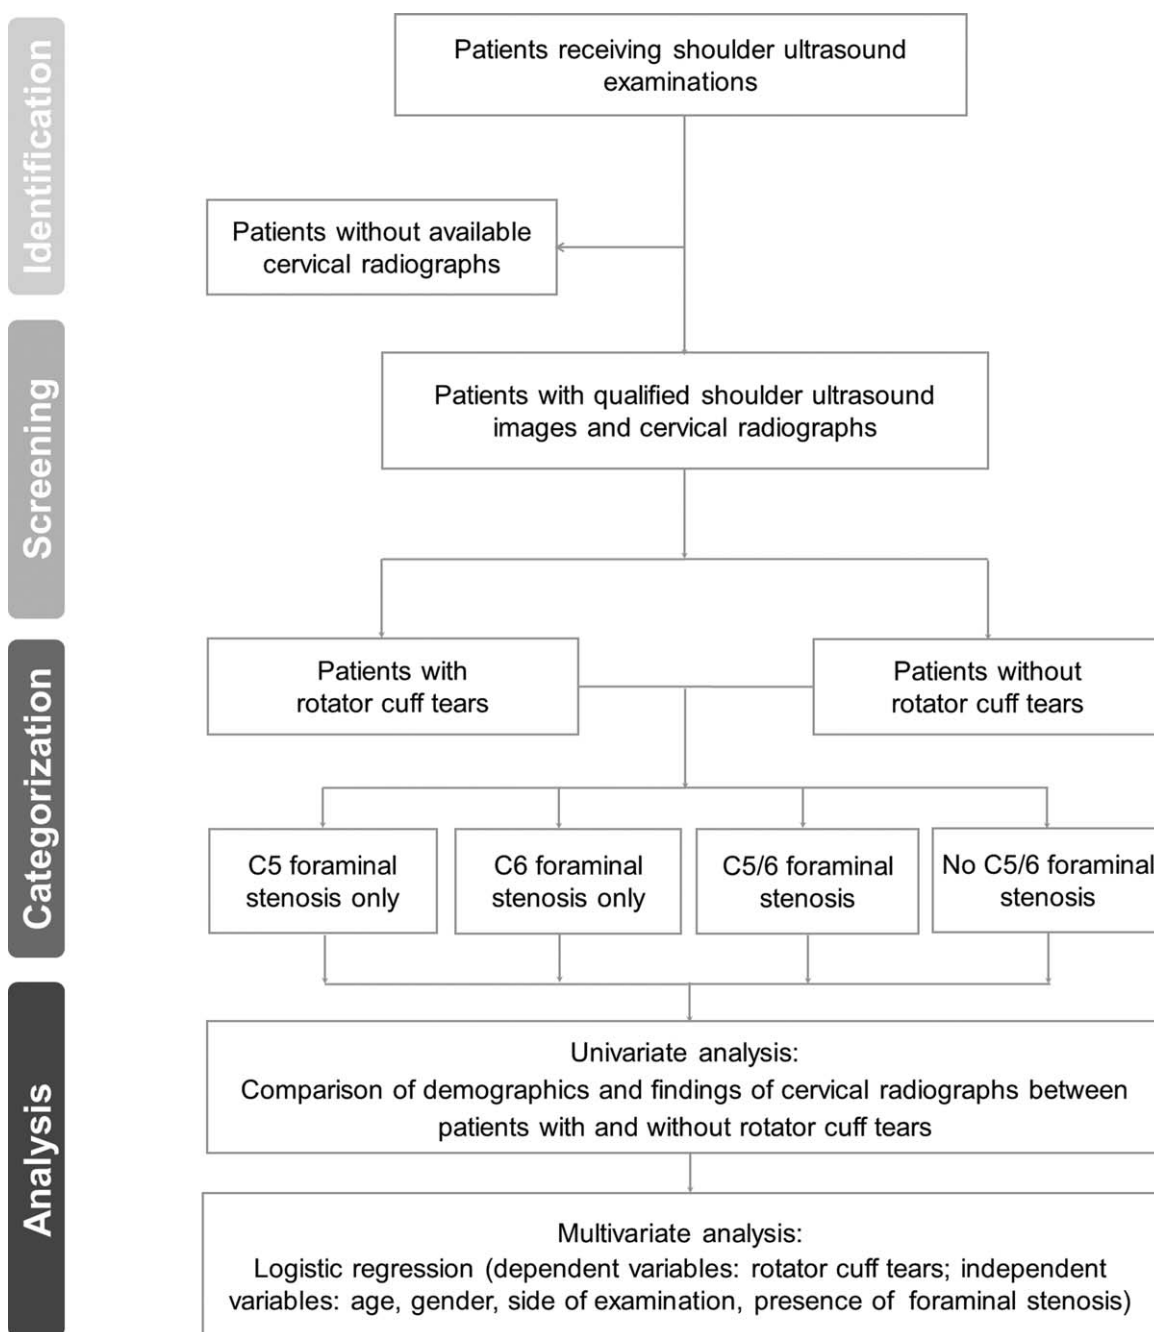 Identification
Patients receiving shoulder ultrasound
examinations
Patients without available
cervical radiographs
Screening
Patients with qualified shoulder ultrasound
images and cervical radiographs
Categorization
Patients with
rotator cuff tears
Patients without
rotator cuff tears
C5 foraminal
stenosis only
C6 foraminal
stenosis only
C5/6 foraminal
stenosis
No C5/6 foraminal
stenosis
Analysis
Univariate analysis:
Comparison of demographics and findings of cervical radiographs between
patients with and without rotator cuff tears
Multivariate analysis:
Logistic regression (dependent variables: rotator cuff tears; independent
variables: age, gender, side of examination, presence of foraminal stenosis)